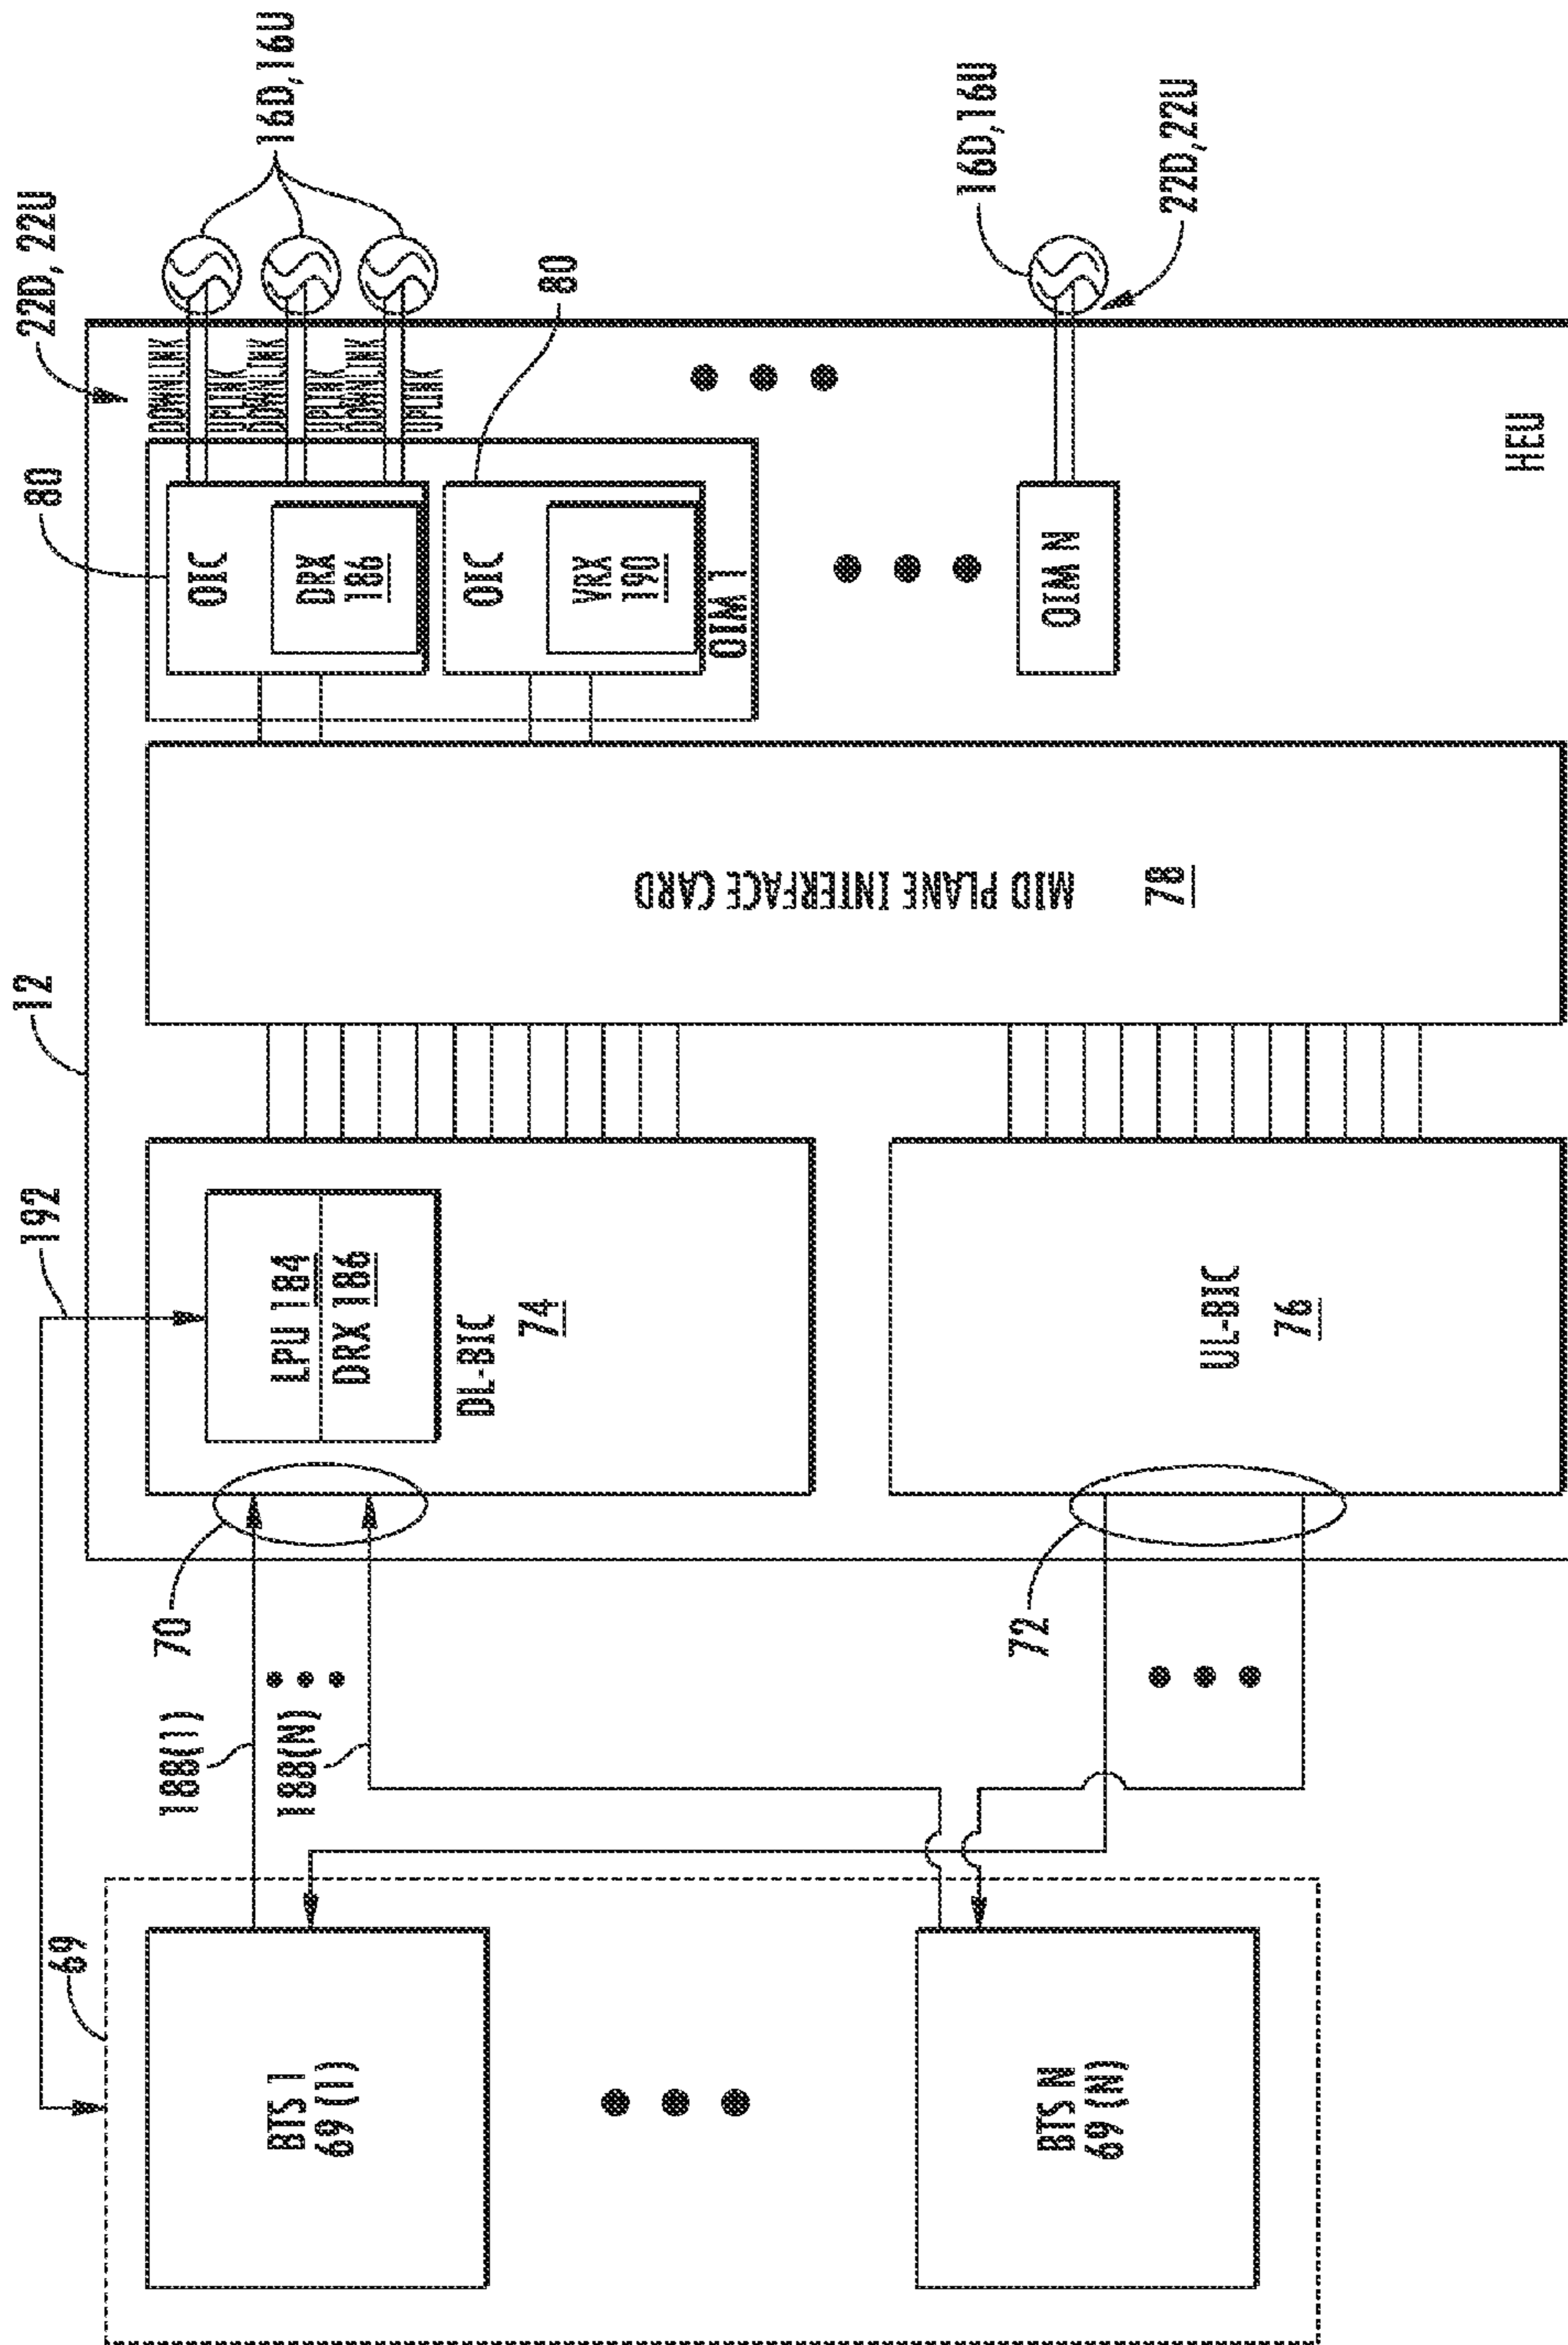 69
192
12
80
22D, 22U
16D,16U
188(1)
70
188(N)
BTS 1
69 (1)
LPU 184
DRX 186
DL-BIC
74
OIC
DRX
186
DOWNLINK
UPLINK
DOWNLINK
UPLINK
DOWNLINK
UPLINK
80
OIC
VRX
190
OIM 1
MID PLANE INTERFACE CARD
78
16D,16U
BTS N
69 (N)
72
UL-BIC
76
OIM N
22D,22U
HEU